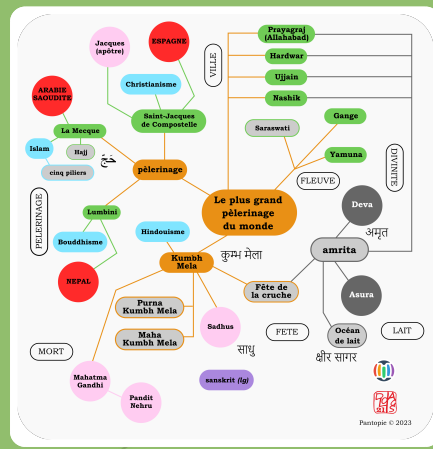 Jacques
(apôtre)
ESPAGNE
VILLE
Prayagraj
(Allahabad)
Hardwar
Ujjain
Nashik
Christianisme
ARABIE
SAOUDITE
Saint-Jacques
de Compostelle
La Mecque
Hajj
حج
Islam
cinq piliers
Saraswati
Gange
Yamuna
FLEUVE
DIVINITE
pèlerinage
PELERINAGE
Le plus grand
pèlerinage
du monde
Deva
अमृत
Lumbini
Bouddhisme
NEPAL
Hindouisme
कुम्भ मेला
Kumbh
Mela
amrita
Fête de
la cruche
Asura
Purna
Kumbh Mela
Maha
Kumbh Mela
Sadhus
साधु
FETE
Océan
de lait
LAIT
क्षीर सागर
MORT
Mahatma
Gandhi
Pandit
Nehru
sanskrit (lg)
Pantopic © 2023